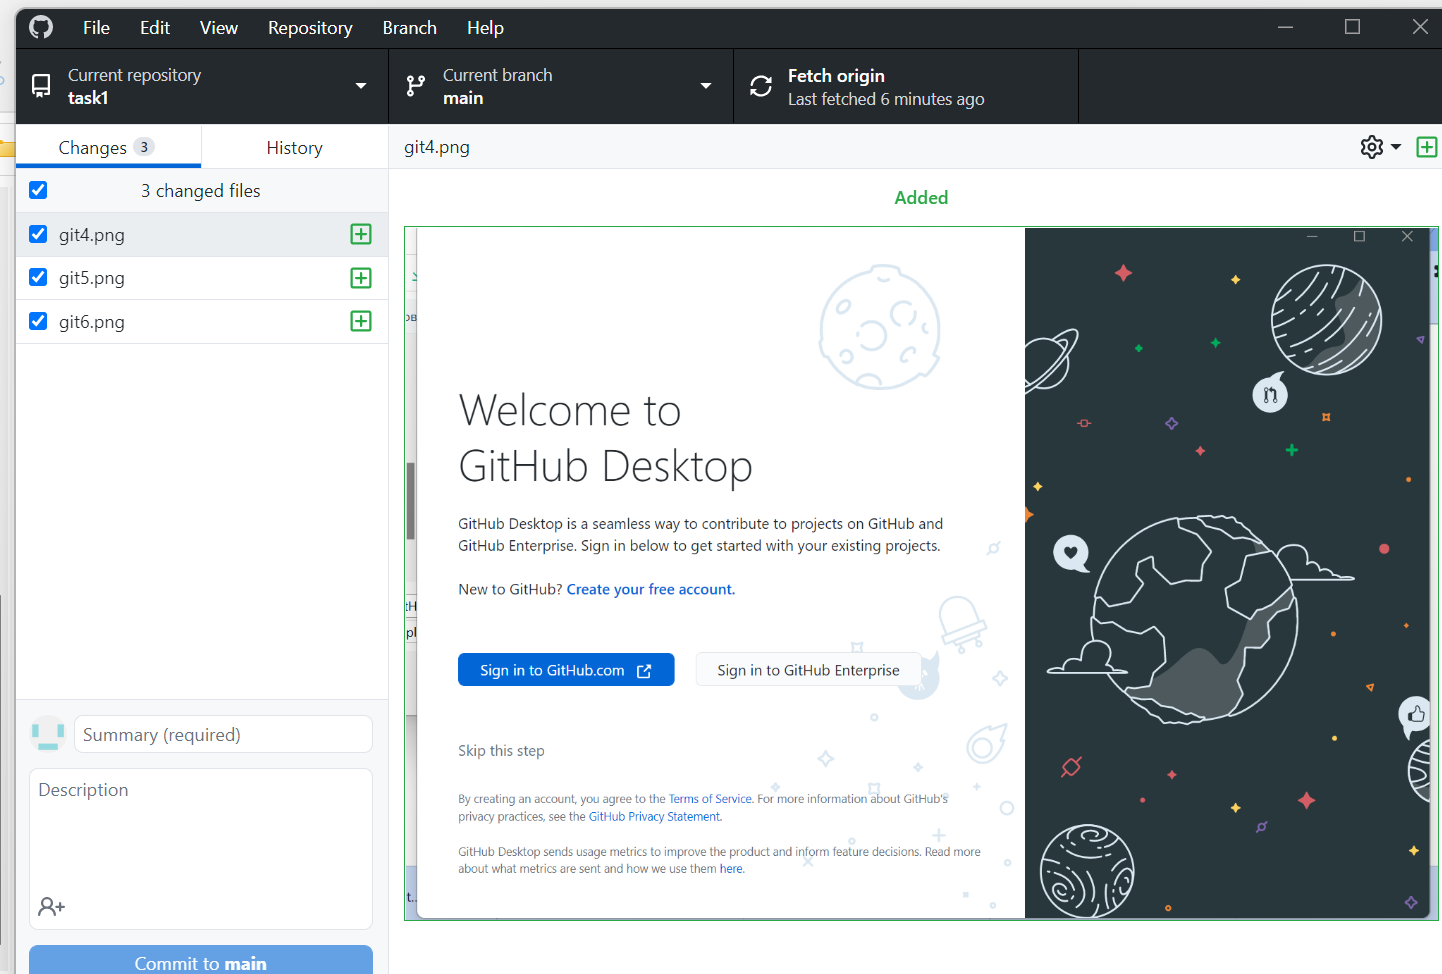 File Edit View Repository Branch Help
Current repository
task1
Current branch
main
Fetch origin
Last fetched 6 minutes ago
Changes 3
History
git4.png
3 changed files
git4.png
git5.png
git6.png
Added
Welcome to
GitHub Desktop
GitHub Desktop is a seamless way to contribute to projects on GitHub and
GitHub Enterprise. Sign in below to get started with your existing projects.
New to GitHub? Create your free account.
Sign in to GitHub.com
Sign in to GitHub Enterprise
Skip this step
By creating an account, you agree to the Terms of Service. For more information about GitHub's
privacy practices, see the GitHub Privacy Statement.
GitHub Desktop sends usage metrics to improve the product and inform feature decisions. Read more
about what metrics are sent and how we use them here.
Summary (required)
Description
Commit to main